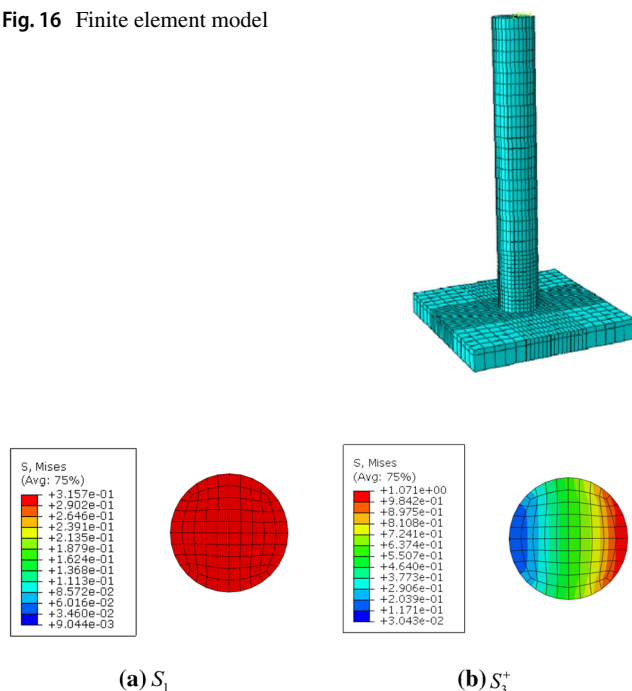 Fig. 16 Finite element model
S, Mises
(Avg: 75%)
+3.157e-01
+2.902e-01
+2.646e-01
+2.391e-01
+2.135e-01
+1.879e-01
+1.624e-01
+1.368e-01
+1.113e-01
+8.572e-02
+6.016e-02
+3.460e-02
+9.044e-03
S, Mises
(Avg: 75%)
+1.071e+00
+9.842e-01
+8.975e-01
+8.108e-01
+7.241e-01
+6.374e-01
+5.507e-01
+4.640e-01
+3.773e-01
+2.906e-01
+2.039e-01
+1.171e-01
+3.043e-02
(a) S₁
(b) S₃⁺